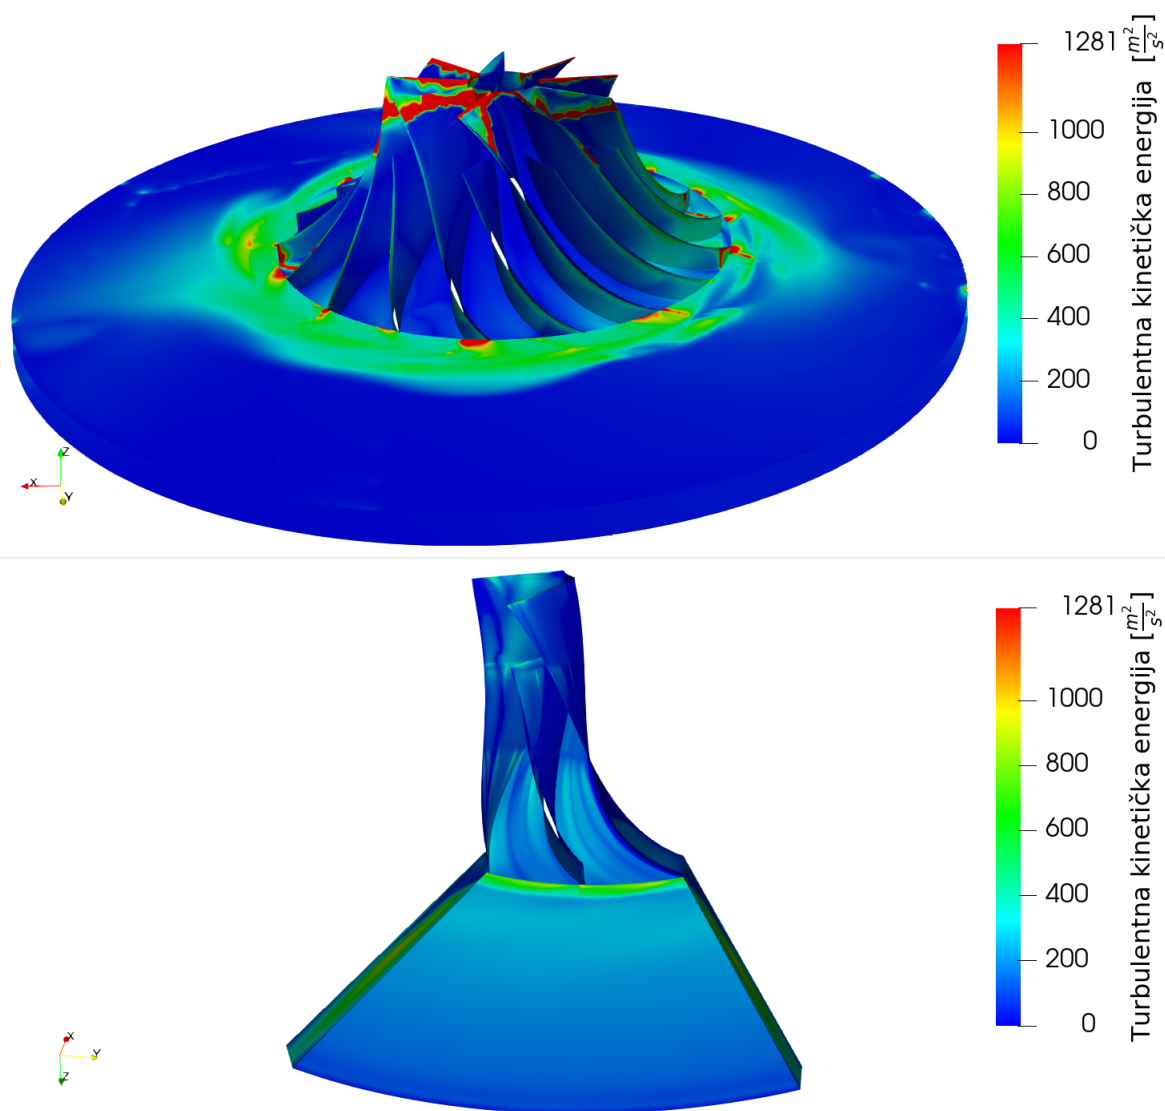 1281 [m²/s²]
1000
800
600
400
200
0
Turbulentna kinetička energija
X
Z
Y
1281 [m²/s²]
1000
800
600
400
200
0
Turbulentna kinetička energija
X
Y
Z